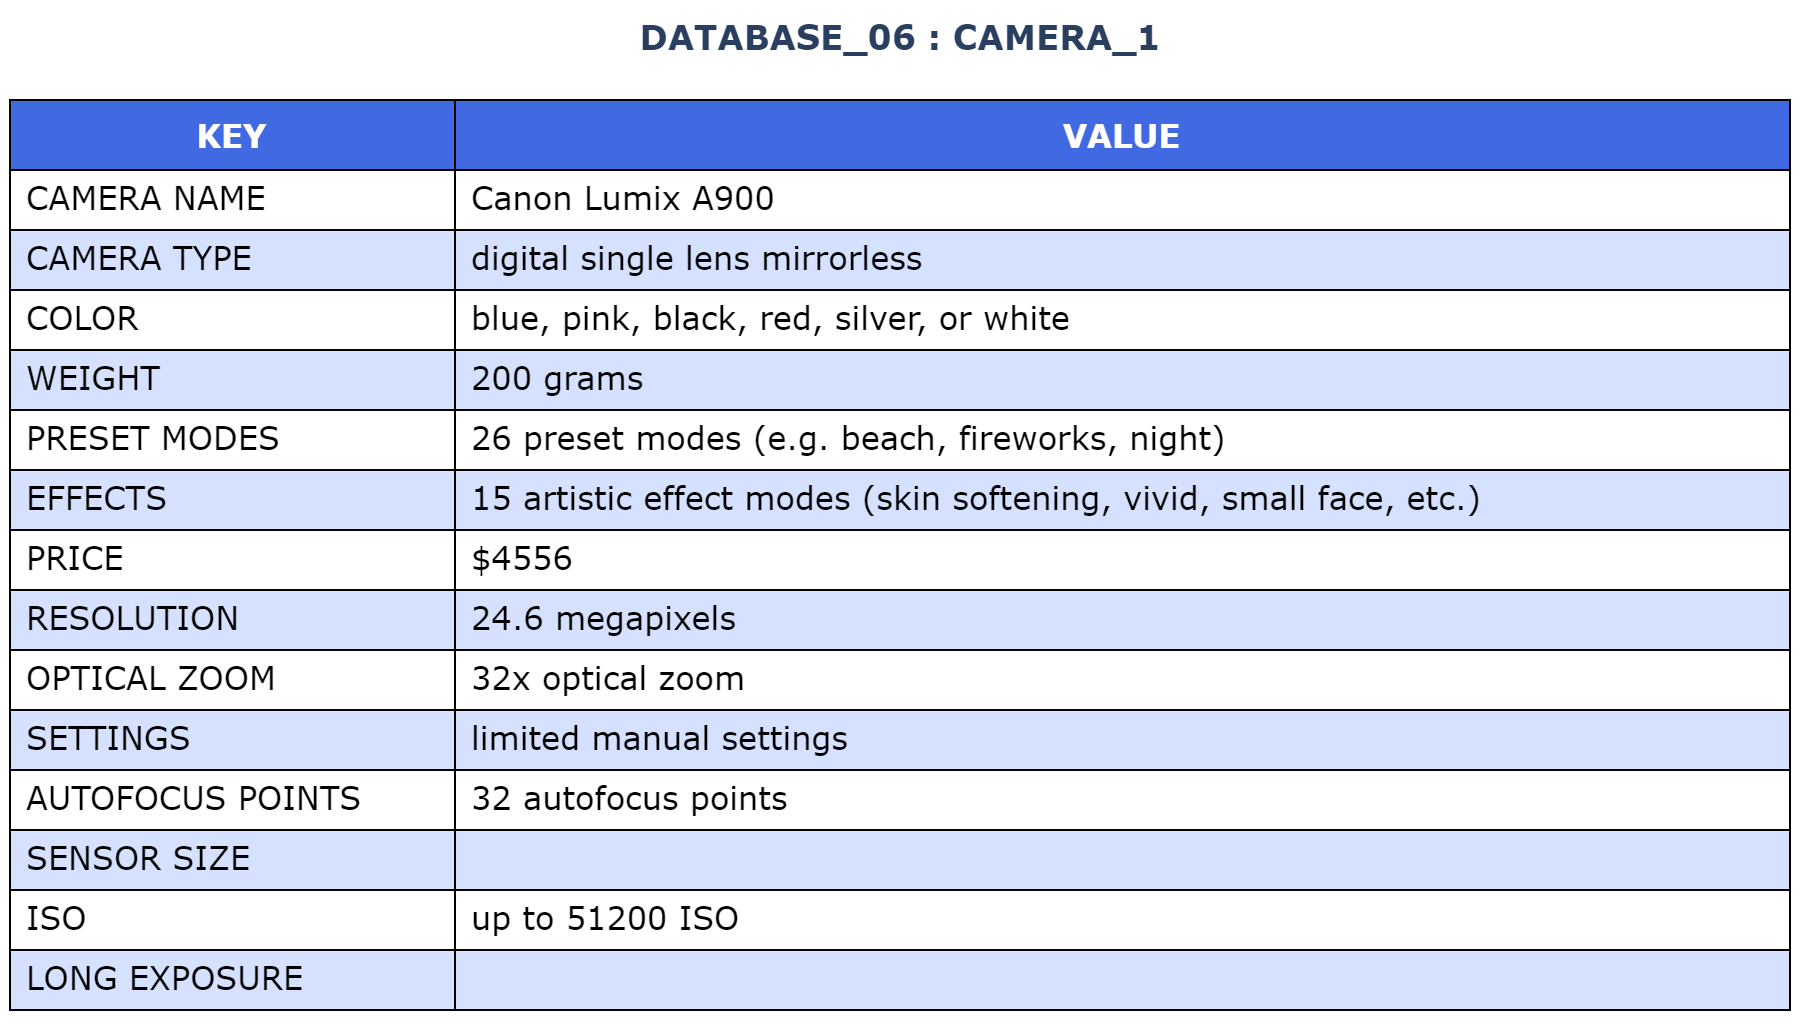 DATABASE_06 : CAMERA_1
KEY VALUE
CAMERA NAME Canon Lumix A900
CAMERA TYPE digital single lens mirrorless
COLOR blue, pink, black, red, silver, or white
WEIGHT 200 grams
PRESET MODES 26 preset modes (e.g. beach, fireworks, night)
EFFECTS 15 artistic effect modes (skin softening, vivid, small face, etc.)
PRICE $4556
RESOLUTION 24.6 megapixels
OPTICAL ZOOM 32x optical zoom
SETTINGS limited manual settings
AUTOFOCUS POINTS 32 autofocus points
SENSOR SIZE
ISO up to 51200 ISO
LONG EXPOSURE